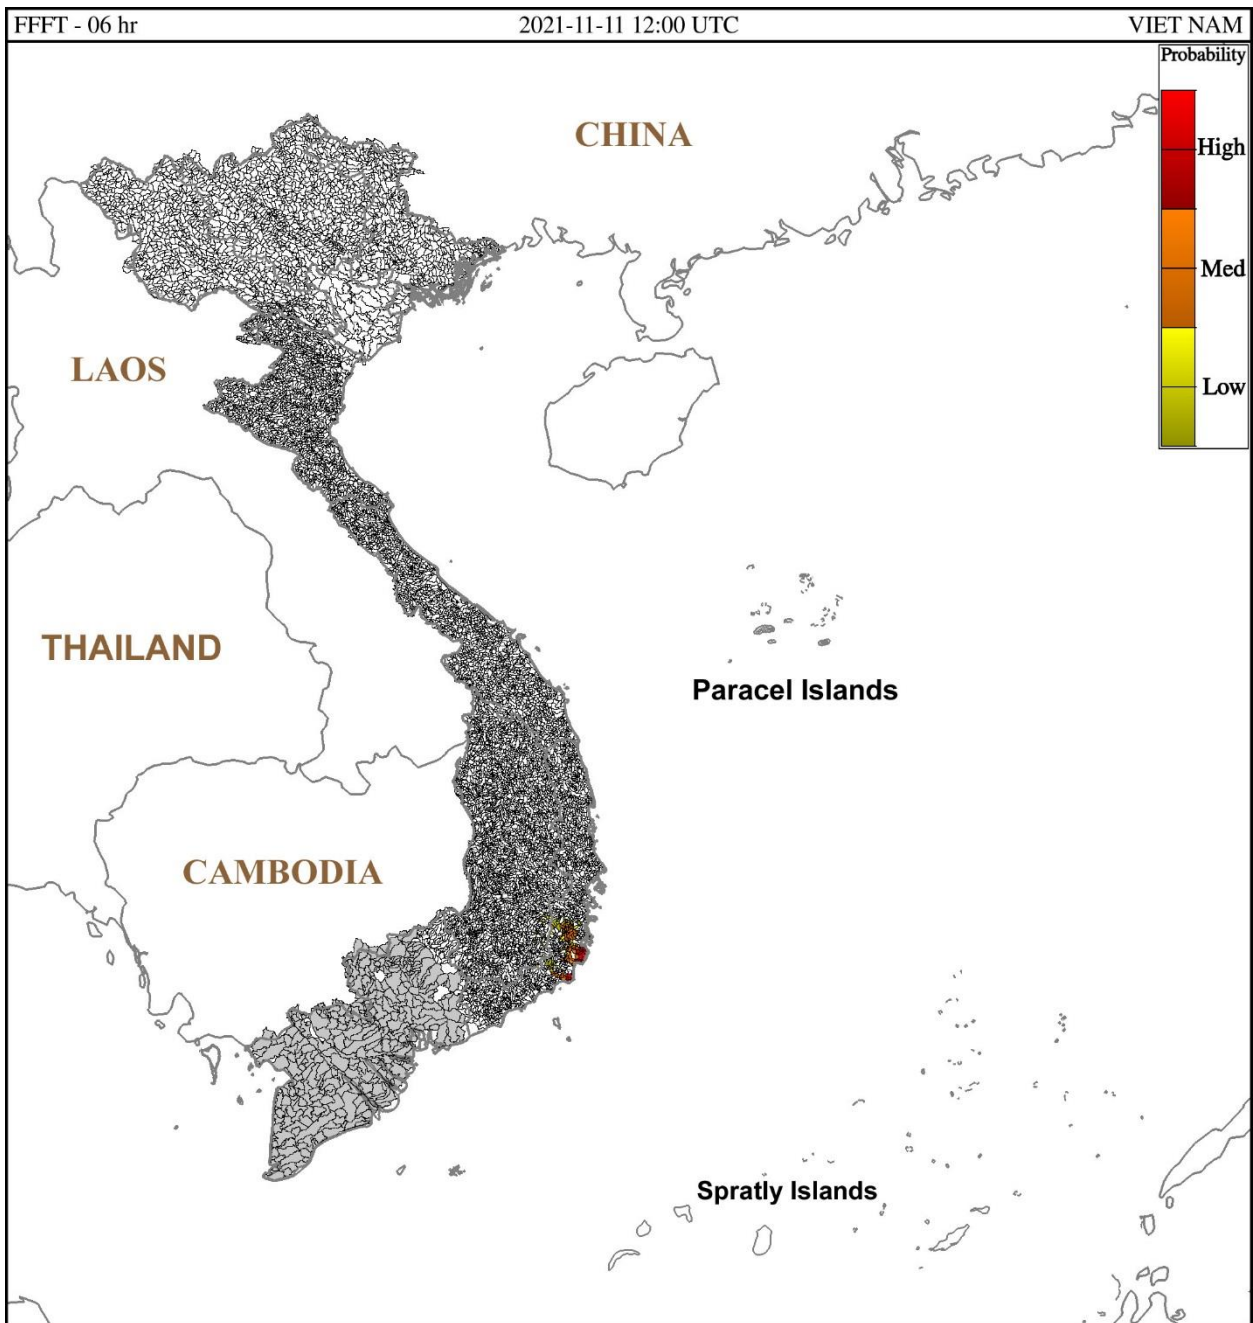 FFFT - 06 hr
2021-11-11 12:00 UTC
VIET NAM
Probability
High
Med
Low
CHINA
LAOS
THAILAND
Paracel Islands
CAMBODIA
Spratly Islands